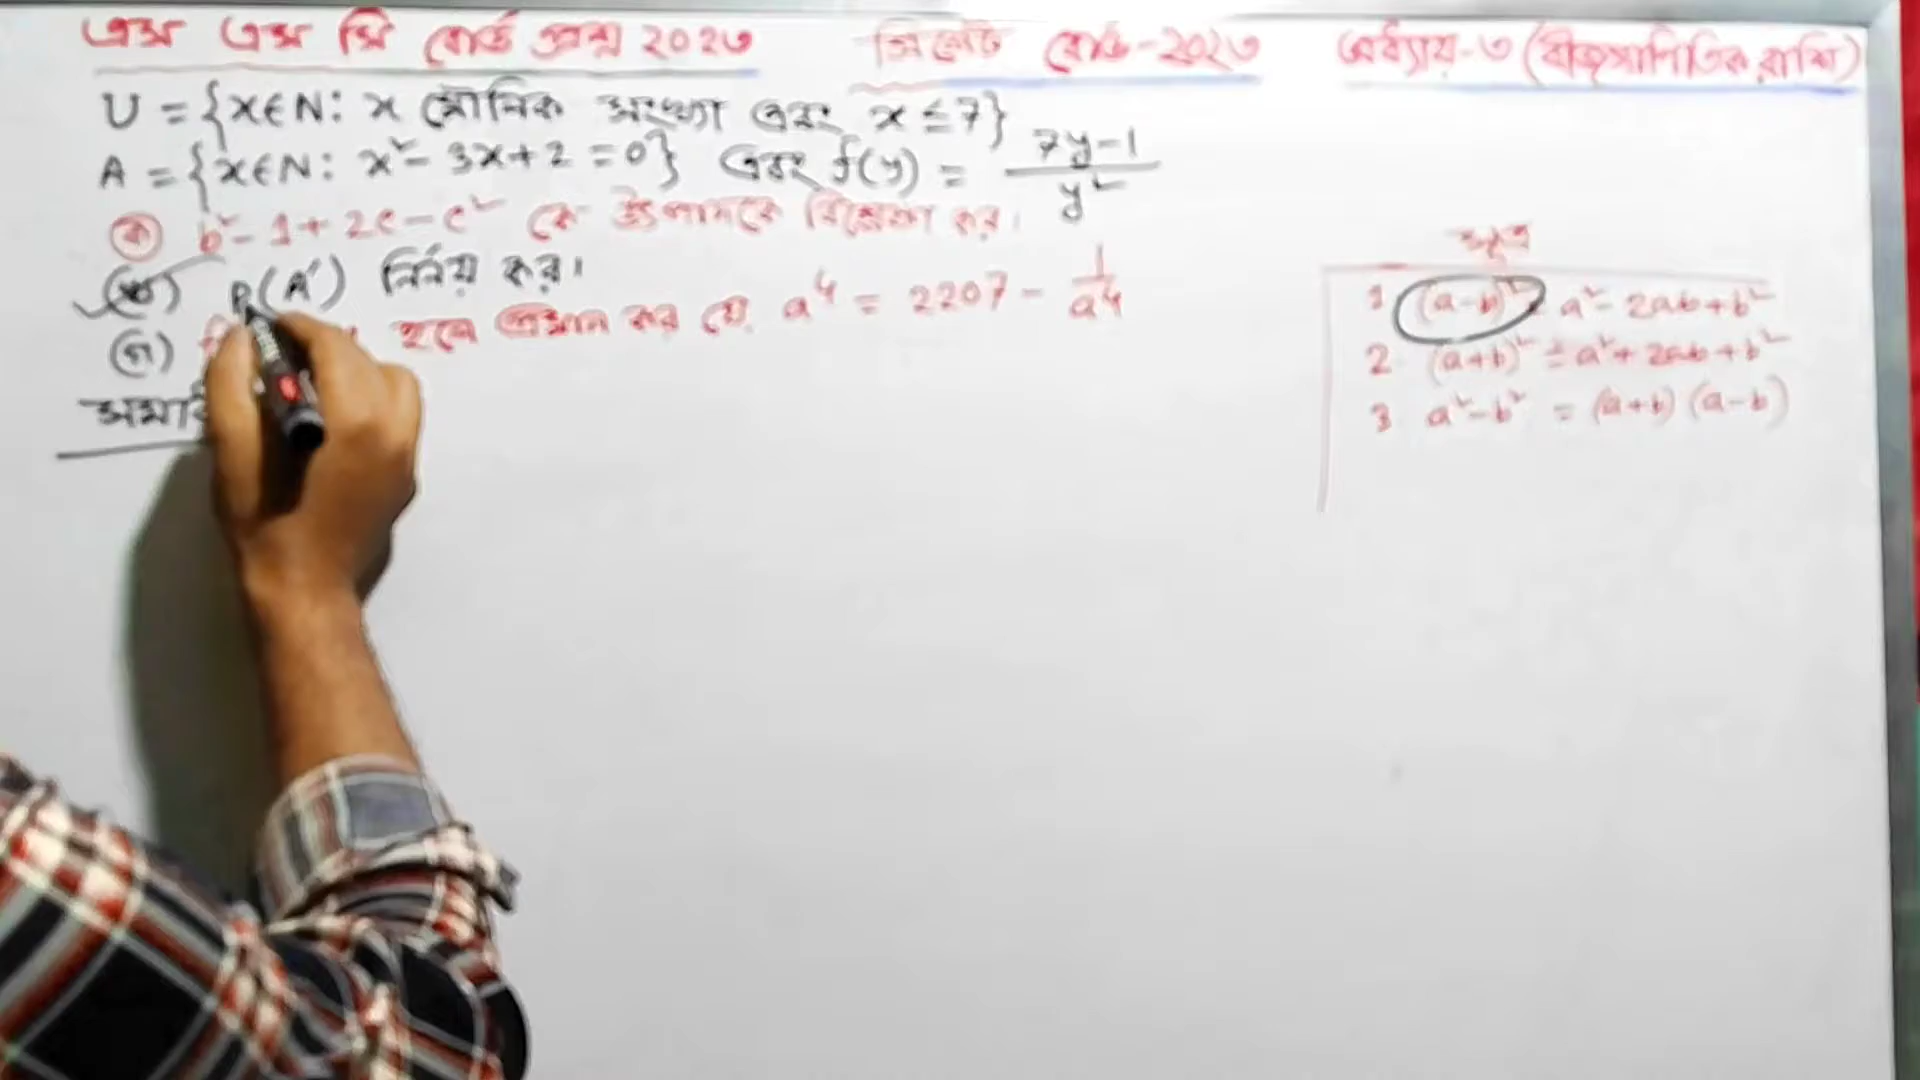 এস এস সি বোর্ড প্রশ্ন ২০২৩ সিলেট বোর্ড-২০২৩ অধ্যায়-৩ (বীজগাণিতিক রাশি)
U = {x∈N: x মৌলিক সংখ্যা এবং x ≤ 7}
A = {x∈N: x² - 3x + 2 = 0} এবং f(y) = 7y-1 / y²
(ক) b² - 1 + 2c - c² কে উৎপাদকে বিশ্লেষণ কর।
(খ) P(A') নির্ণয় কর।
(গ) হলে প্রমাণ কর যে, a⁴ = 2207 - 1/a⁴
সূত্র
1 (a-b)² = a² - 2ab + b²
2 (a+b)² = a² + 2ab + b²
3 a² - b² = (a+b) (a-b)